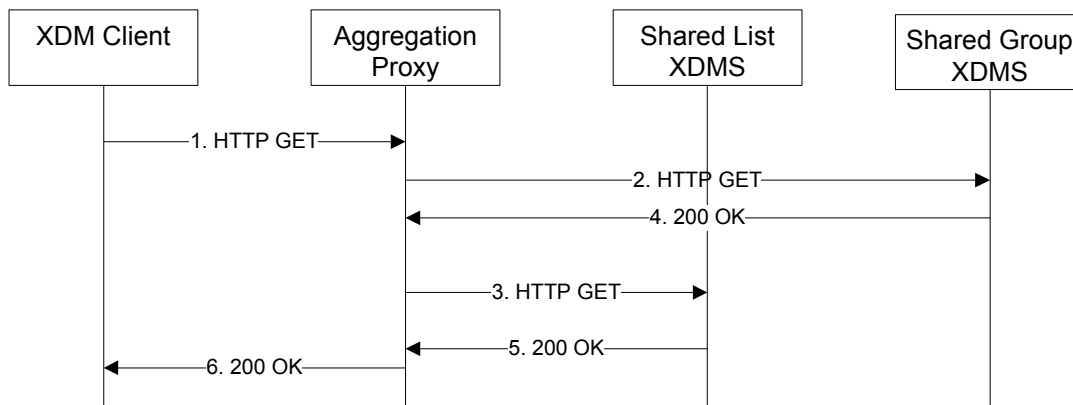 XDM Client
Aggregation
Proxy
Shared List
XDMS
Shared Group
XDMS
1. HTTP GET
2. HTTP GET
4. 200 OK
3. HTTP GET
5. 200 OK
6. 200 OK